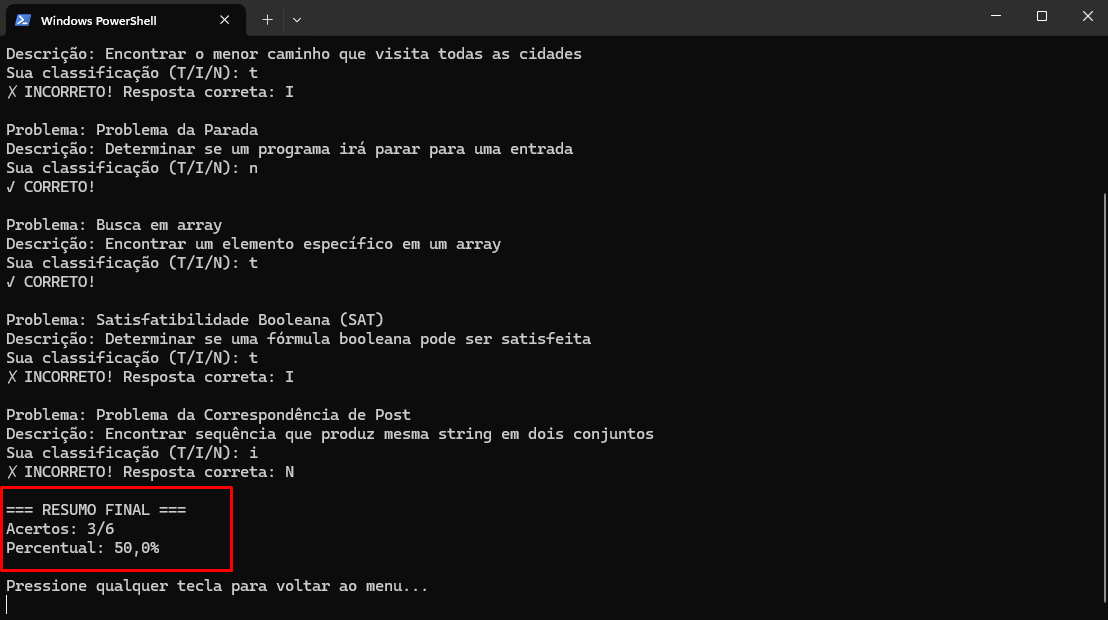 Windows PowerShell
Descrição: Encontrar o menor caminho que visita todas as cidades
Sua classificação (T/I/N): t
✗ INCORRETO! Resposta correta: I
Problema: Problema da Parada
Descrição: Determinar se um programa irá parar para uma entrada
Sua classificação (T/I/N): n
✓ CORRETO!
Problema: Busca em array
Descrição: Encontrar um elemento específico em um array
Sua classificação (T/I/N): t
✓ CORRETO!
Problema: Satisfatibilidade Booleana (SAT)
Descrição: Determinar se uma fórmula booleana pode ser satisfeita
Sua classificação (T/I/N): t
✗ INCORRETO! Resposta correta: I
Problema: Problema da Correspondência de Post
Descrição: Encontrar sequência que produz mesma string em dois conjuntos
Sua classificação (T/I/N): i
✗ INCORRETO! Resposta correta: N
=== RESUMO FINAL ===
Acertos: 3/6
Percentual: 50,0%
Pressione qualquer tecla para voltar ao menu...